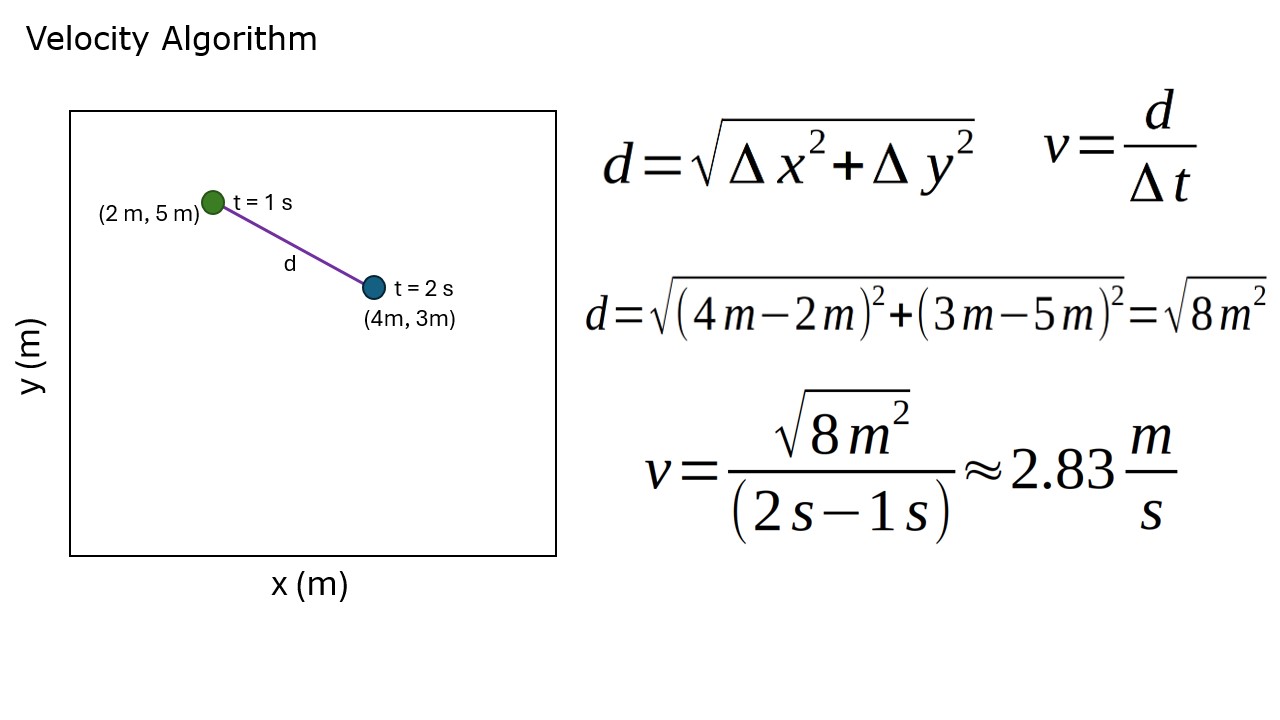 Velocity Algorithm
(2 m, 5 m)
t = 1 s
d
t = 2 s
(4m, 3m)
y (m)
x (m)
d=√Δx²+Δy²
v=d/Δt
d=√(4m−2m)²+(3m−5m)²=√8m²
v=√8m²/(2s−1s)≈2.83 m/s